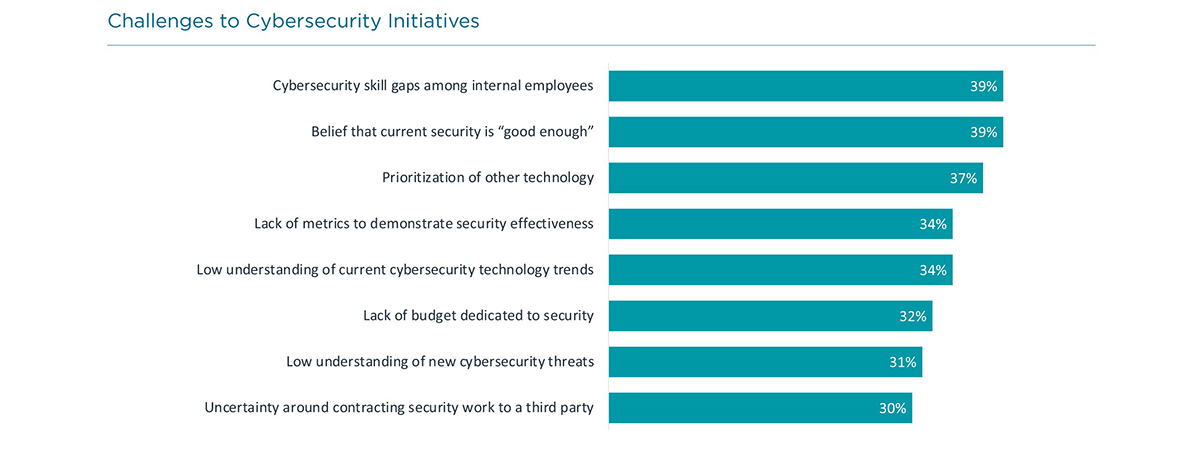 Challenges to Cybersecurity Initiatives
Cybersecurity skill gaps among internal employees 39%
Belief that current security is “good enough” 39%
Prioritization of other technology 37%
Lack of metrics to demonstrate security effectiveness 34%
Low understanding of current cybersecurity technology trends 34%
Lack of budget dedicated to security 32%
Low understanding of new cybersecurity threats 31%
Uncertainty around contracting security work to a third party 30%